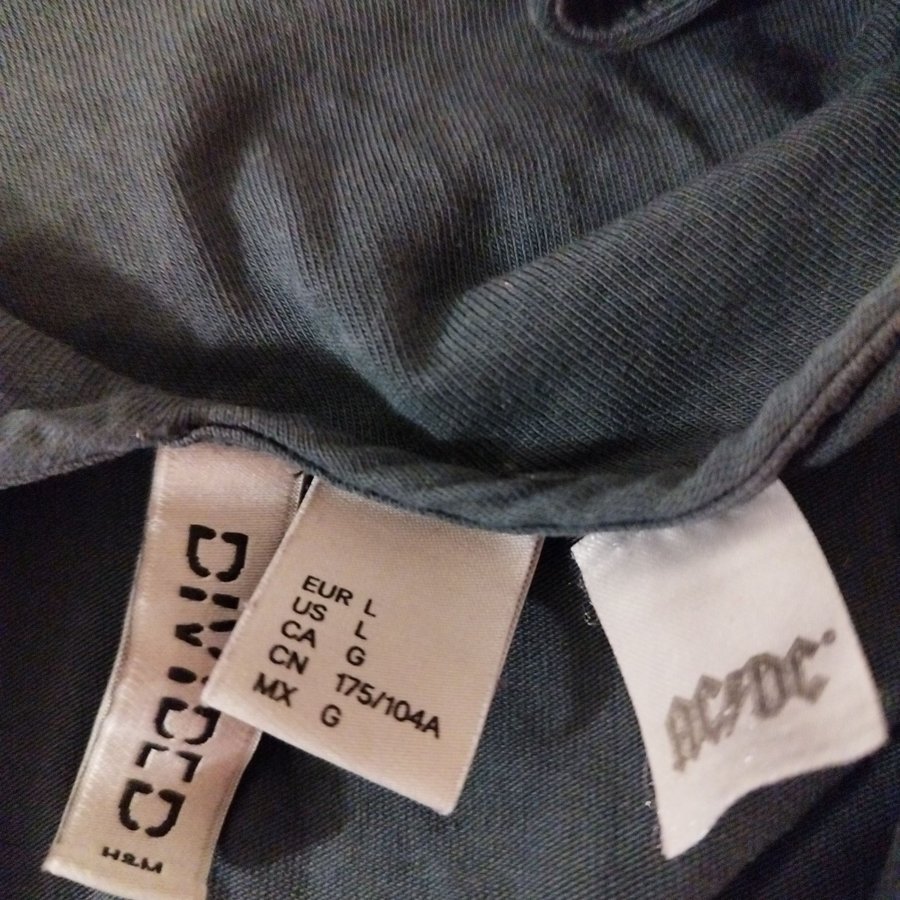 DIVIDED
H&M
EUR L
US L
CA G
CN 175/104A
MX G
AC⚡DC